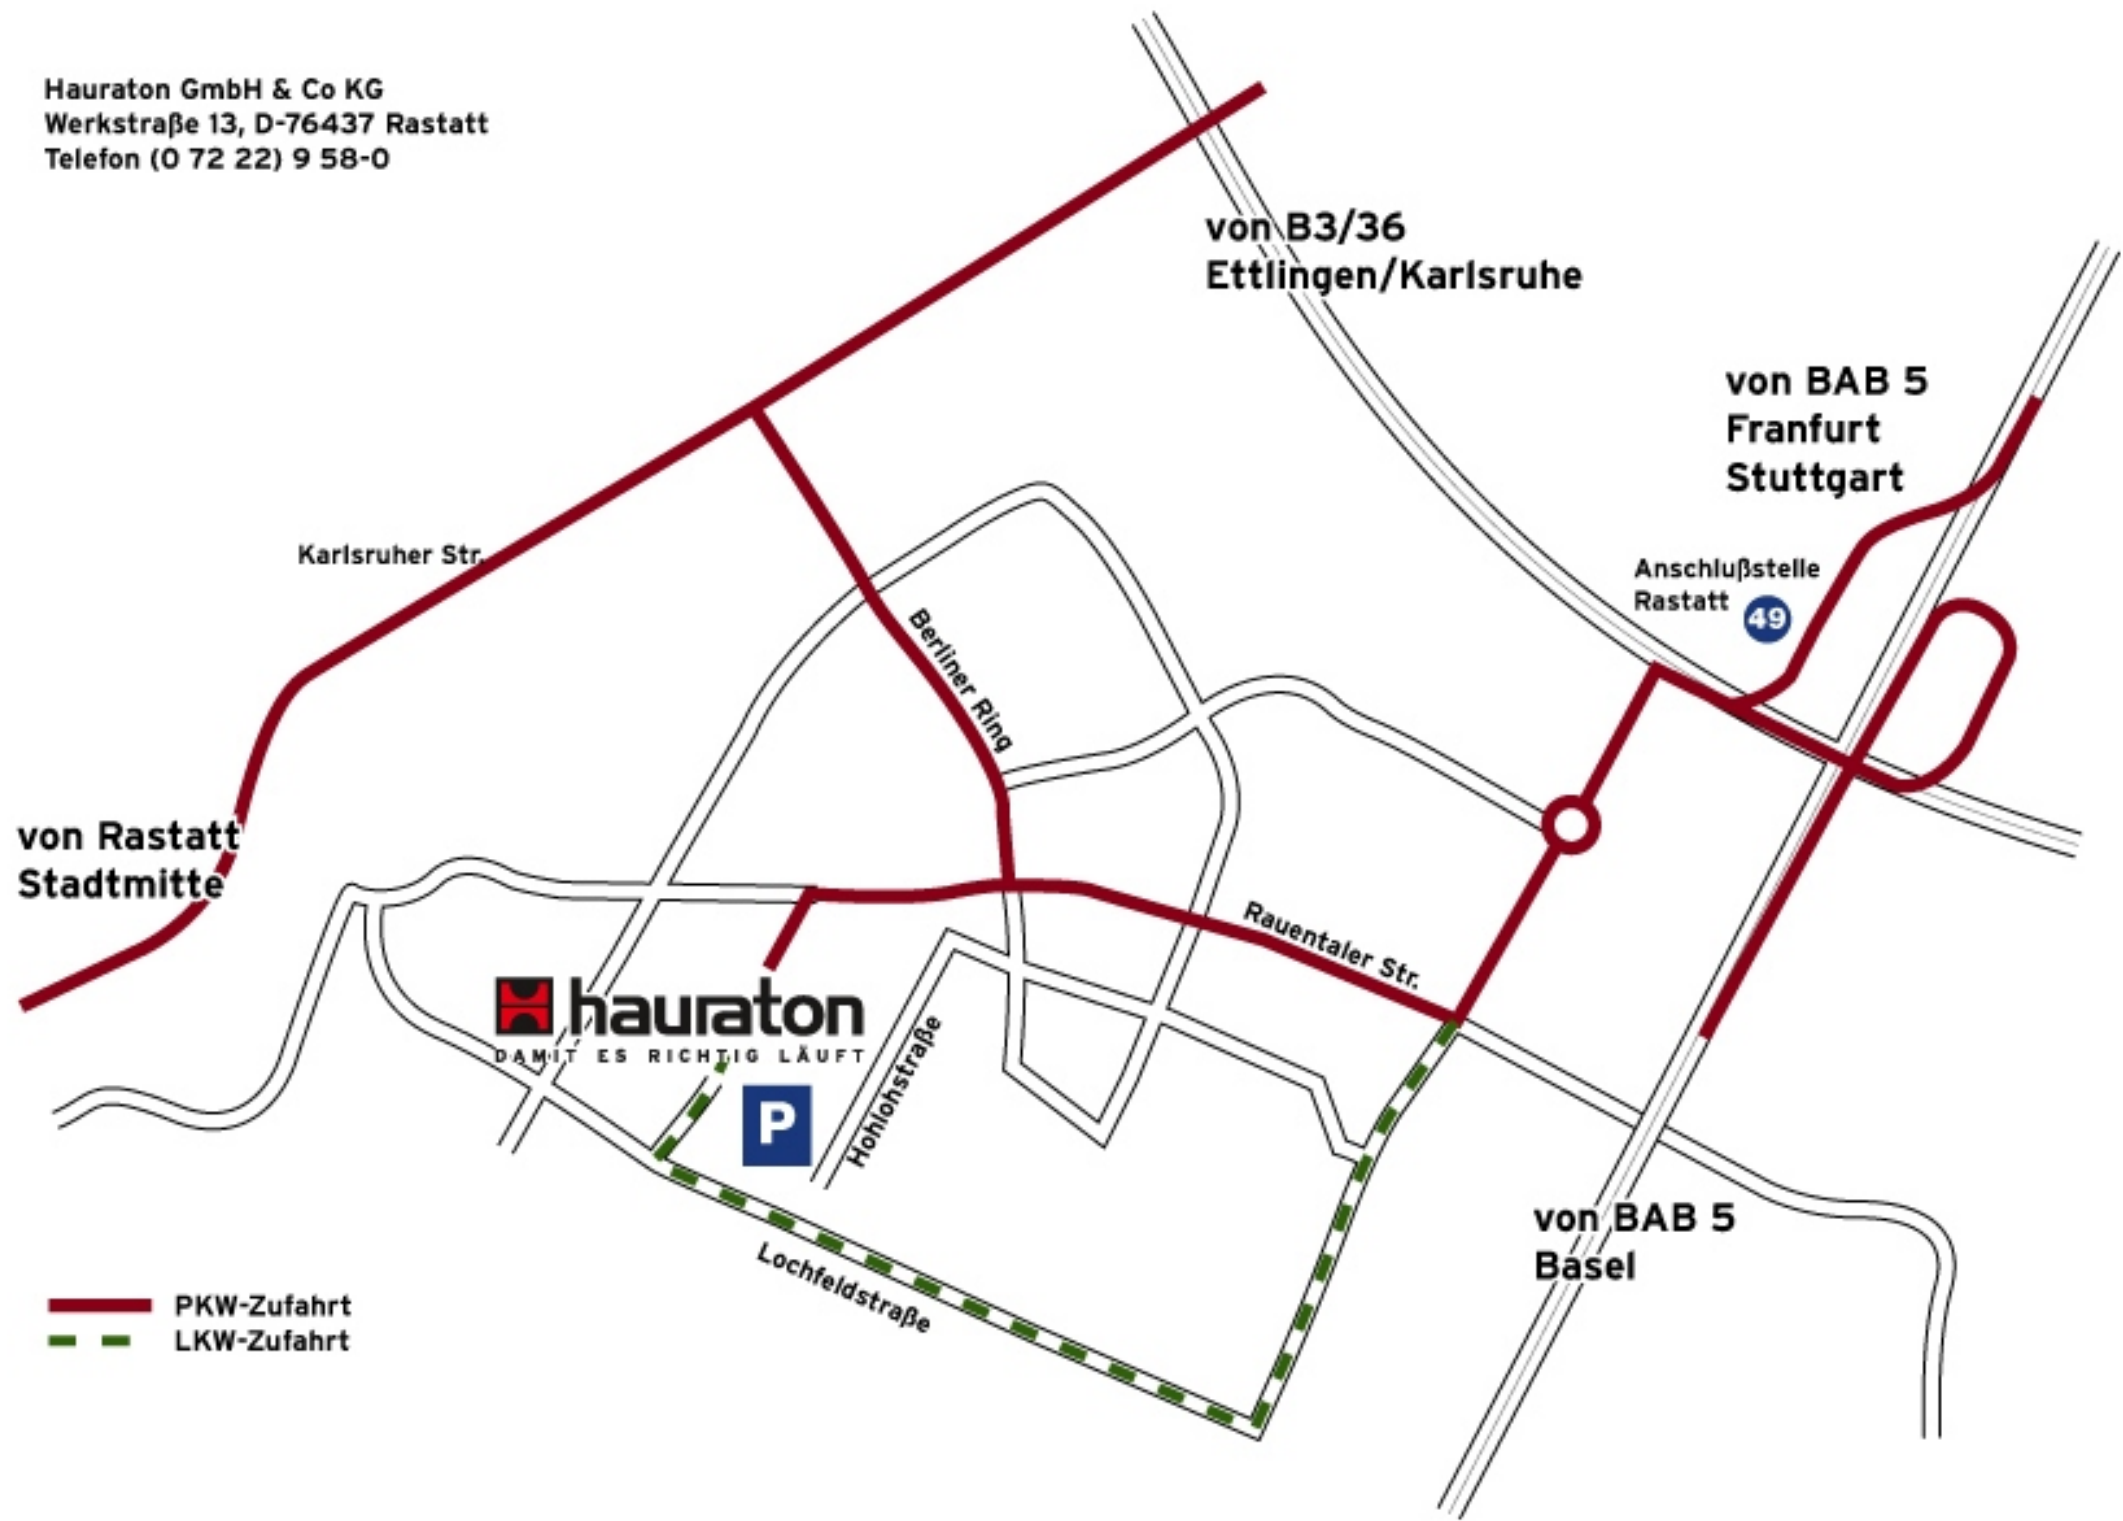 Hauraton GmbH & Co KG
Werkstraße 13, D-76437 Rastatt
Telefon (0 72 22) 9 58-0
von B3/36
Ettlingen/Karlsruhe
von BAB 5
Franfurt
Stuttgart
Karlsruher Str.
Anschlußstelle
Rastatt
49
Berliner Ring
von Rastatt
Stadtmitte
Rauentaler Str.
hauraton
DAMIT ES RICHTIG LÄUFT
Hohlohstraße
P
von BAB 5
Basel
Lochfeldstraße
PKW-Zufahrt
LKW-Zufahrt